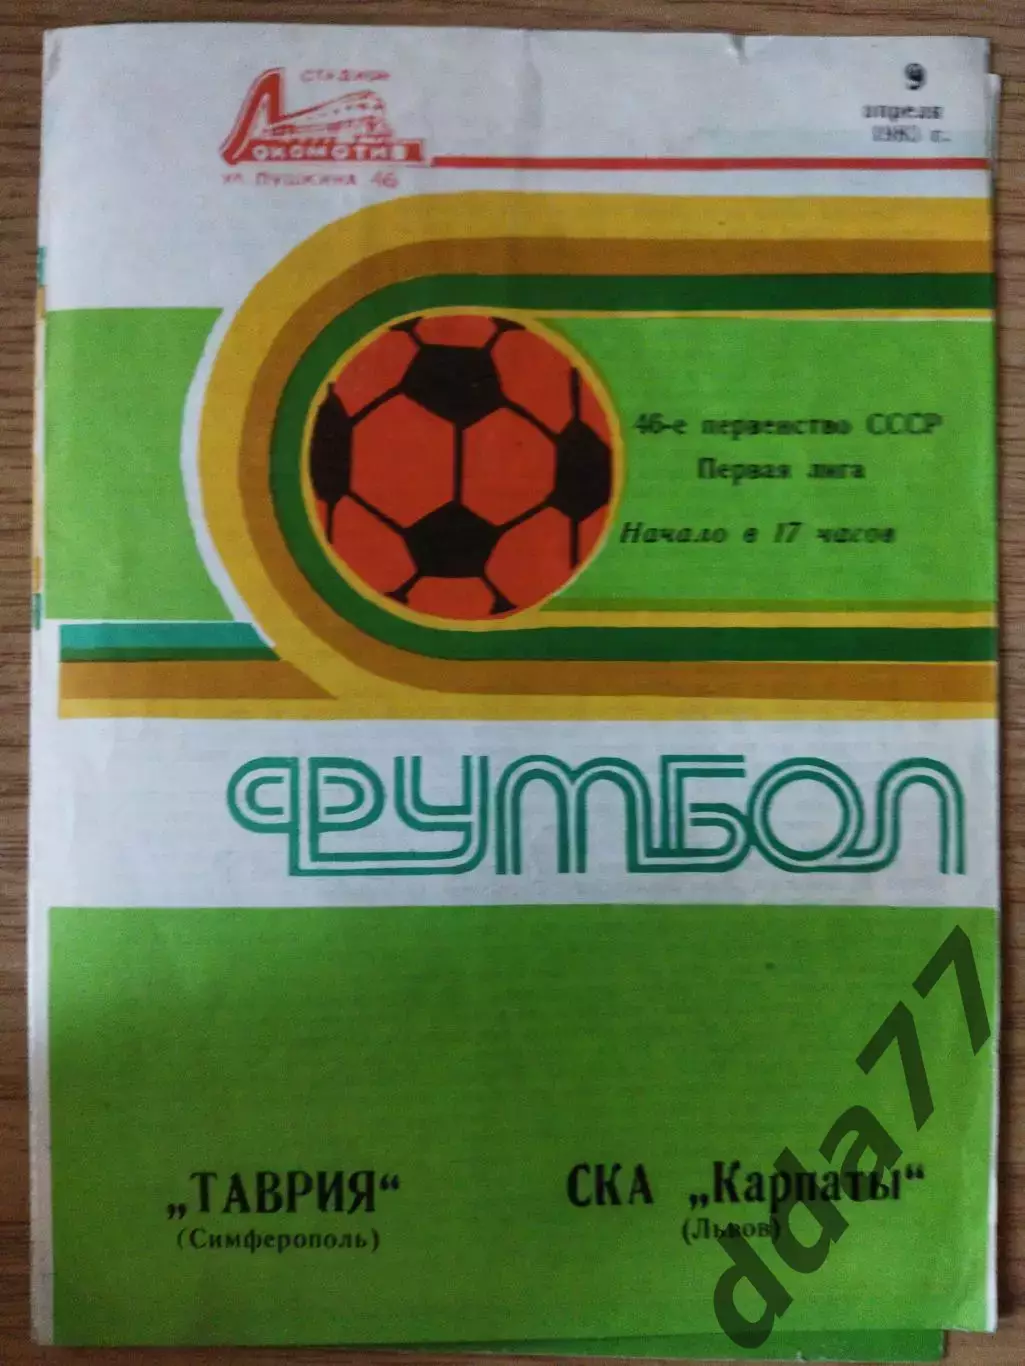 СТАДИОН
ЛОКОМОТИВ
УЛ. ПУШКИНА 46
9
апреля
1983 г.
46-е первенство СССР
Первая лига
Начало в 17 часов
ФУТБОЛ
„ТАВРИЯ“
(Симферополь)
СКА „Карпаты“
(Львов)
dda77